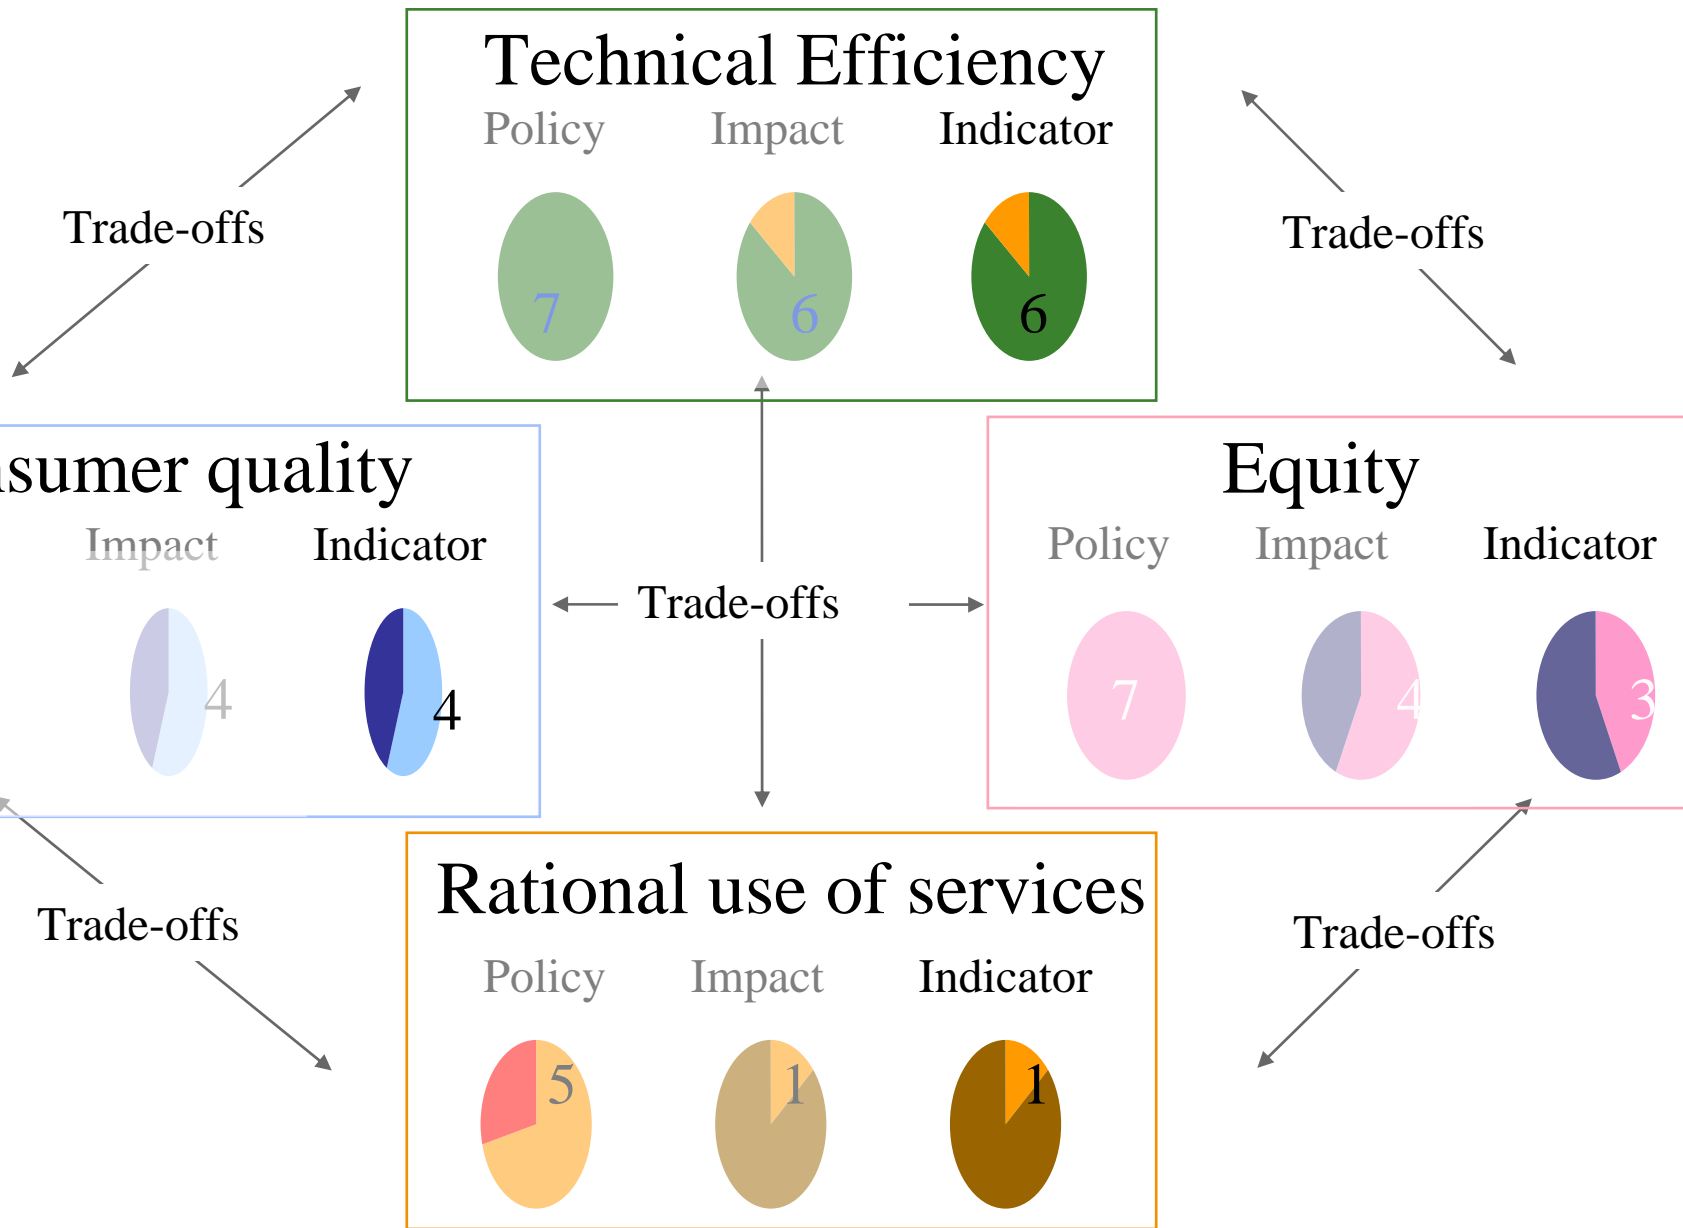 Technical Efficiency
Policy Impact Indicator
7 6 6
Trade-offs
Trade-offs
nsumer quality
Impact Indicator
4 4
Trade-offs
Equity
Policy Impact Indicator
7 4 3
Trade-offs
Trade-offs
Rational use of services
Policy Impact Indicator
5 1 1